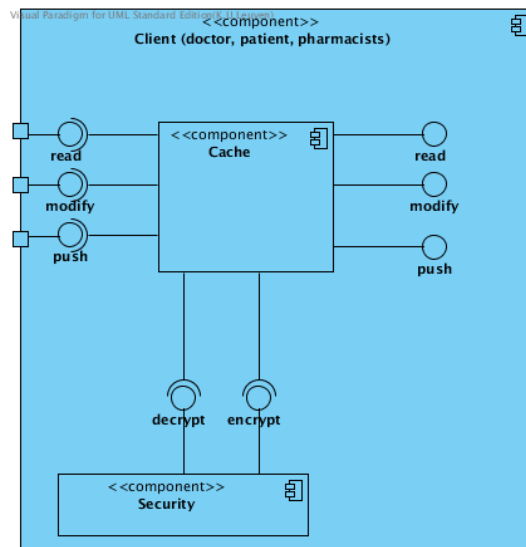 Visual Paradigm for UML Standard Edition(K.U.Leuven)
<<component>>
Client (doctor, patient, pharmacists)
<<component>>
Cache
read
modify
push
read
modify
push
decrypt
encrypt
<<component>>
Security